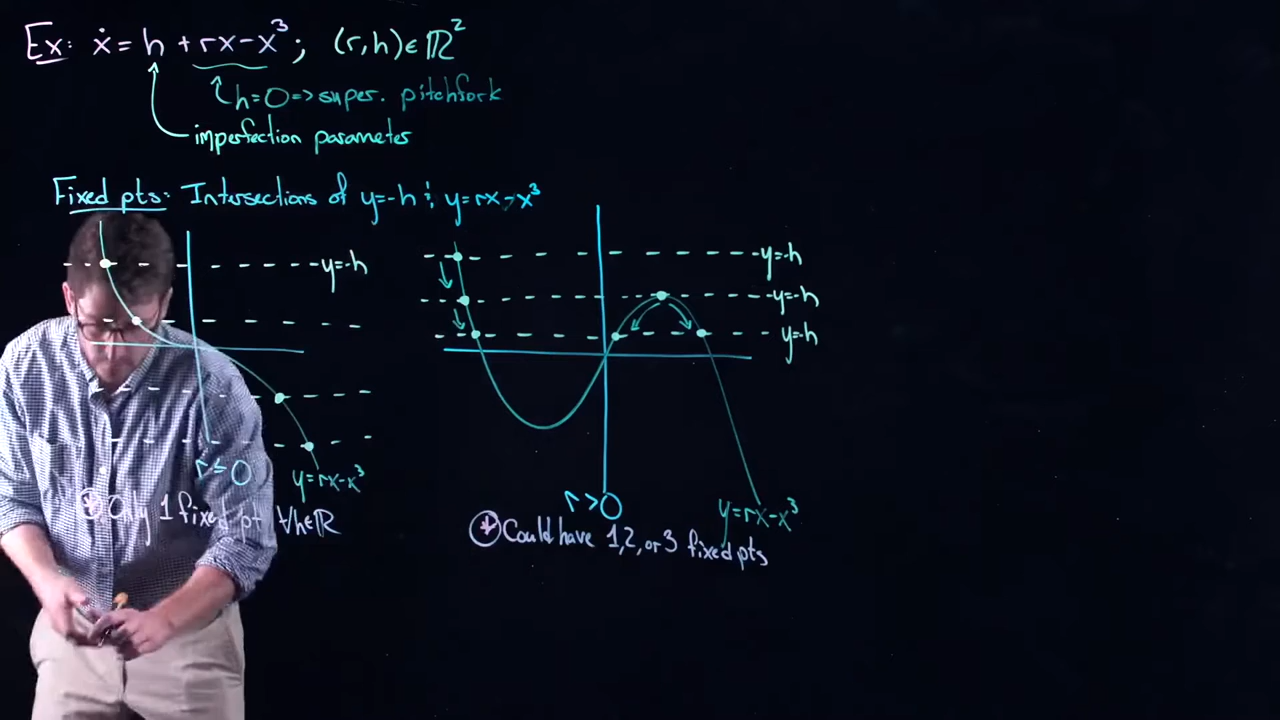 Ex: ẋ = h + rx - x³; (r,h) ∈ ℝ²
h=0 => super. pitchfork
imperfection parameter
Fixed pts: Intersections of y=-h & y=rx-x³
y=-h
y=-h
y=-h
y=-h
r≤0
y=rx-x³
r>0
y=rx-x³
* Only 1 fixed pt ∀h∈ℝ
* Could have 1,2, or 3 fixed pts